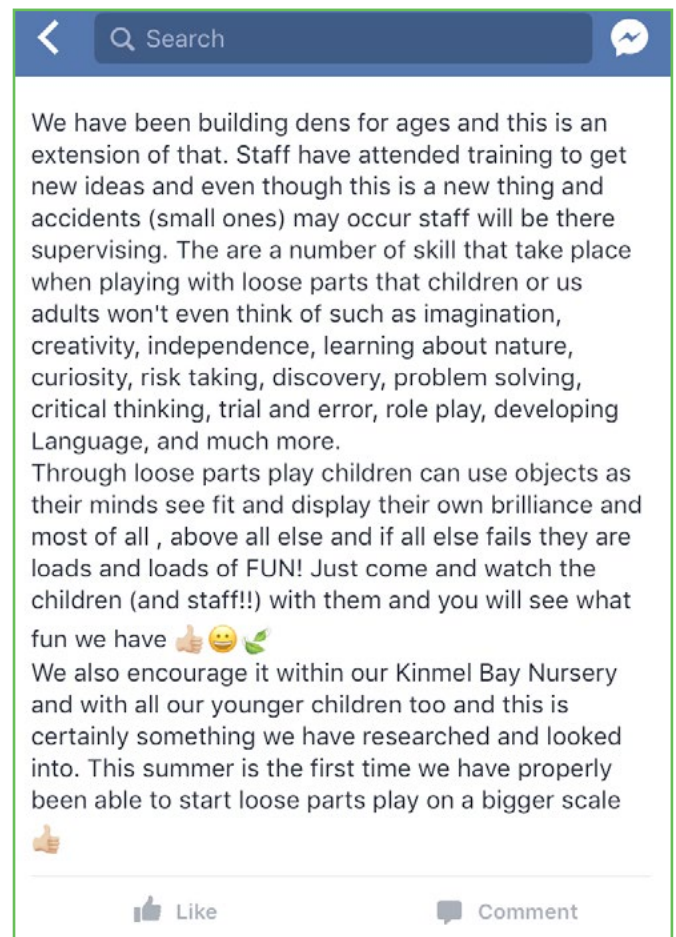 Search
We have been building dens for ages and this is an
extension of that. Staff have attended training to get
new ideas and even though this is a new thing and
accidents (small ones) may occur staff will be there
supervising. The are a number of skill that take place
when playing with loose parts that children or us
adults won't even think of such as imagination,
creativity, independence, learning about nature,
curiosity, risk taking, discovery, problem solving,
critical thinking, trial and error, role play, developing
Language, and much more.
Through loose parts play children can use objects as
their minds see fit and display their own brilliance and
most of all , above all else and if all else fails they are
loads and loads of FUN! Just come and watch the
children (and staff!!) with them and you will see what
fun we have 👍🏼😀🍃
We also encourage it within our Kinmel Bay Nursery
and with all our younger children too and this is
certainly something we have researched and looked
into. This summer is the first time we have properly
been able to start loose parts play on a bigger scale
👍🏼
Like Comment